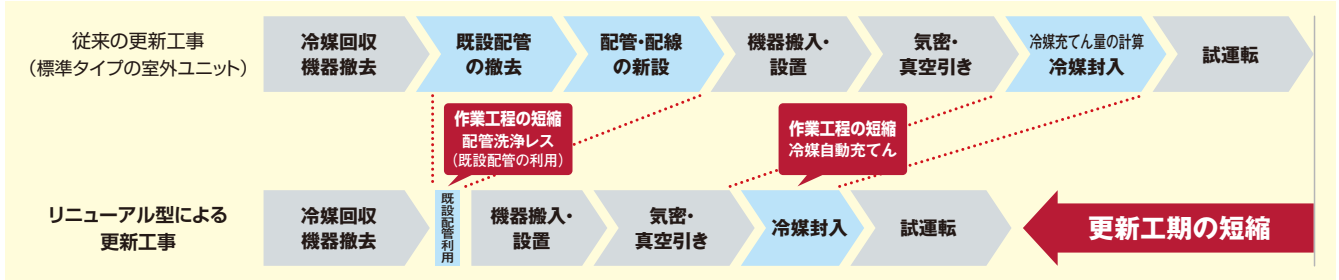 従来の更新工事
（標準タイプの室外ユニット）
冷媒回収
機器撤去
既設配管
の撤去
配管・配線
の新設
機器搬入・
設置
気密・
真空引き
冷媒充てん量の計算
冷媒封入
試運転
作業工程の短縮
配管洗浄レス
（既設配管の利用）
作業工程の短縮
冷媒自動充てん
リニューアル型による
更新工事
冷媒回収
機器撤去
既設配管利用
機器搬入・
設置
気密・
真空引き
冷媒封入
試運転
更新工期の短縮